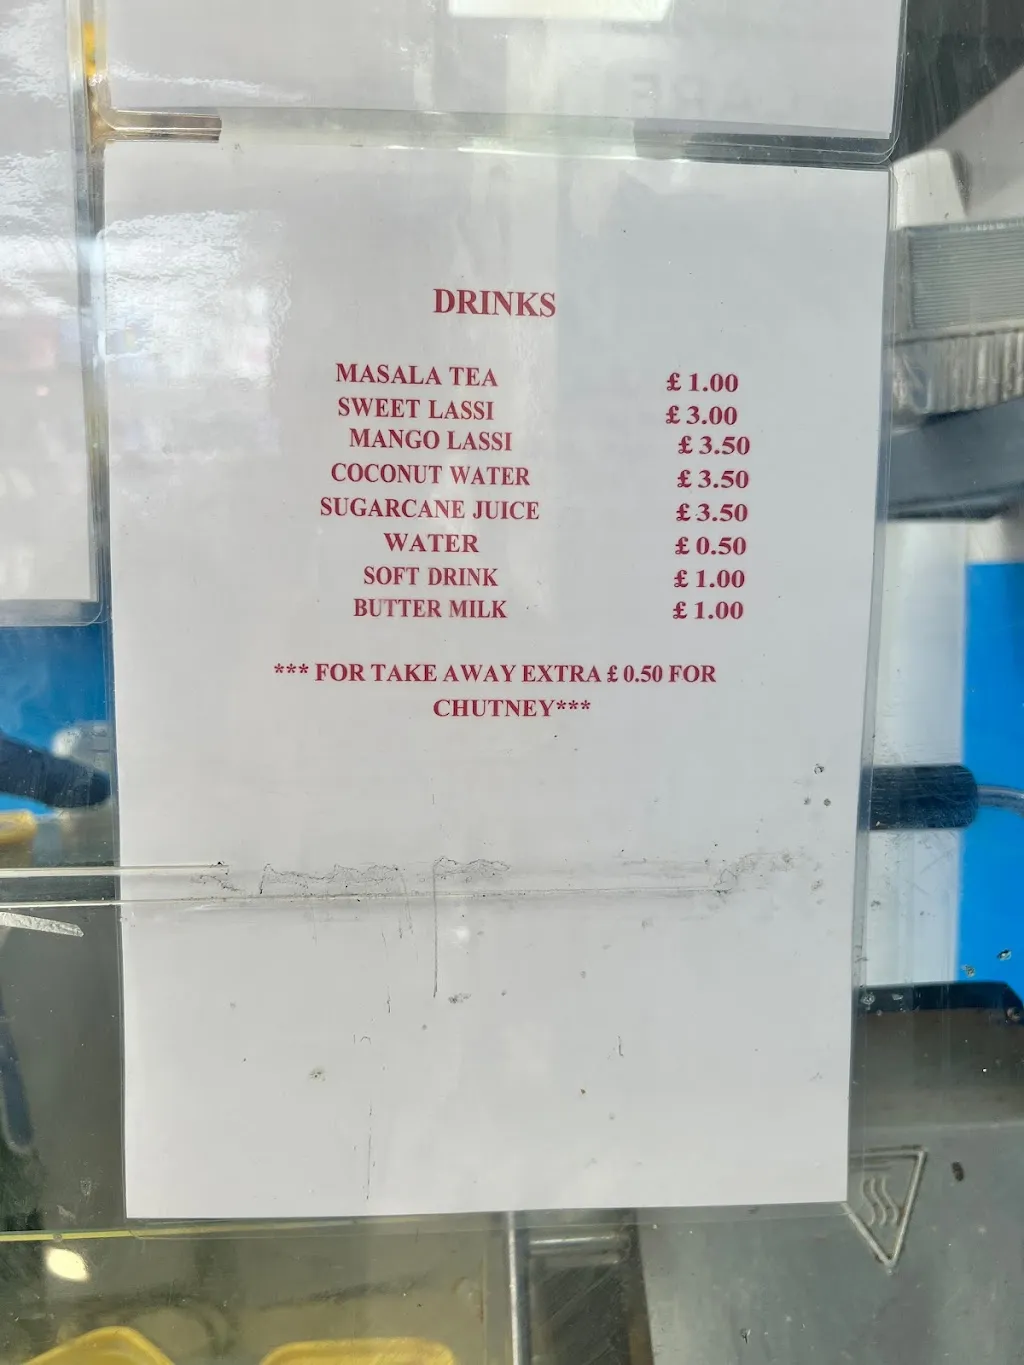 DRINKS
MASALA TEA £ 1.00
SWEET LASSI £ 3.00
MANGO LASSI £ 3.50
COCONUT WATER £ 3.50
SUGARCANE JUICE £ 3.50
WATER £ 0.50
SOFT DRINK £ 1.00
BUTTER MILK £ 1.00
*** FOR TAKE AWAY EXTRA £ 0.50 FOR
CHUTNEY***